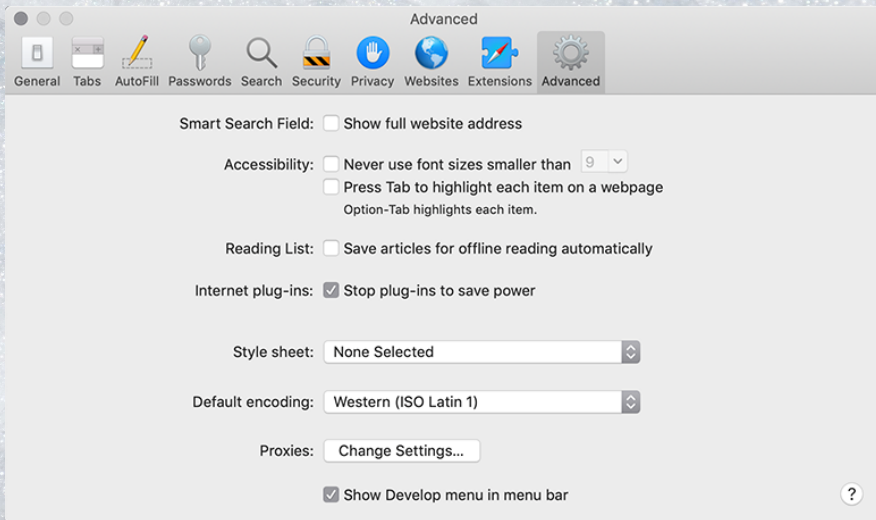 Advanced
General Tabs AutoFill Passwords Search Security Privacy Websites Extensions Advanced
Smart Search Field: Show full website address
Accessibility: Never use font sizes smaller than 9
Press Tab to highlight each item on a webpage
Option-Tab highlights each item.
Reading List: Save articles for offline reading automatically
Internet plug-ins: Stop plug-ins to save power
Style sheet: None Selected
Default encoding: Western (ISO Latin 1)
Proxies: Change Settings...
Show Develop menu in menu bar ?